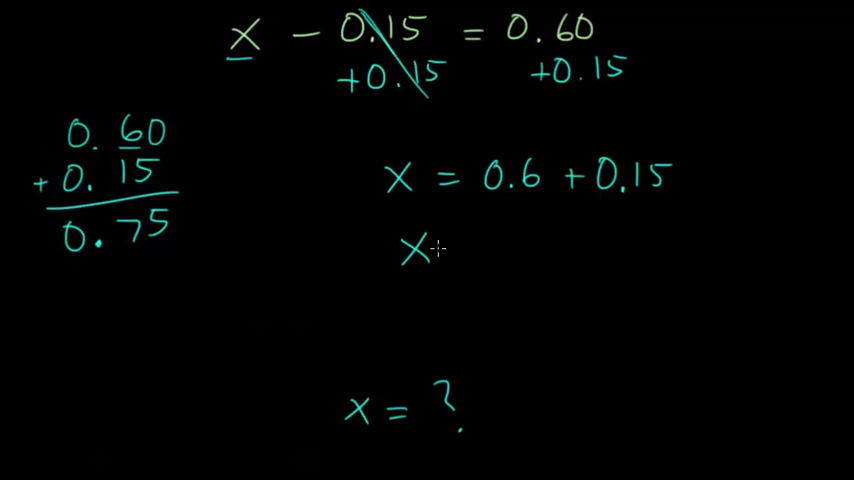 x - 0.15 = 0.60
+0.15 +0.15
0.60
+ 0.15
0.75
x = 0.6 + 0.15
x
x = ?